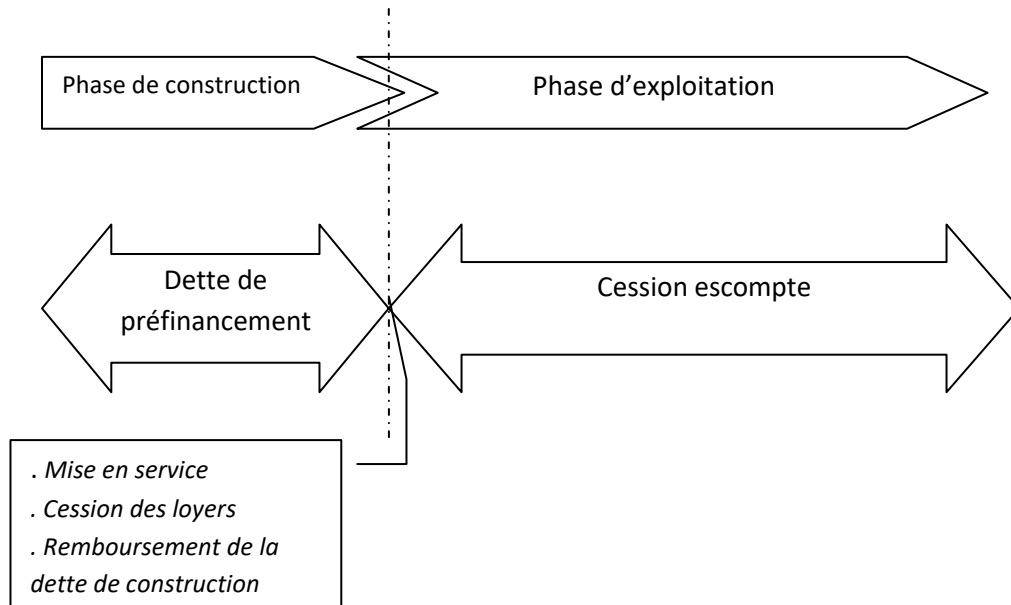 Phase de construction
Phase d’exploitation
Dette de
préfinancement
Cession escompte
. Mise en service
. Cession des loyers
. Remboursement de la
dette de construction